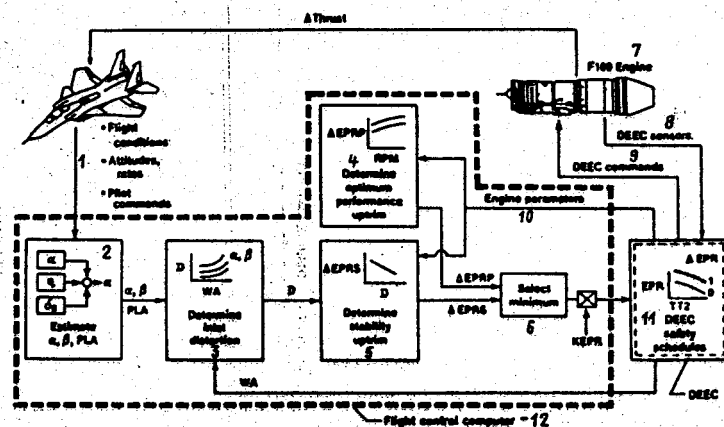 Δ Thrust
7
F100 Engine
8
DEEC sensors
9
DEEC commands
• Flight
conditions
• Attitudes,
rates
• Pilot
commands
1
ΔEPRP
RPM
4
Determine
optimum
performance
uptrim
Engine parameters
10
2
α
q
α
Estimate
α, β, PLA
α, β
PLA
D
α, β
WA
Determine
inlet
distortion
3
D
ΔEPRS
D
Determine
stability
uptrim
5
ΔEPRP
ΔEPRS
Select
minimum
6
KEPR
Δ EPR
EPR
D
TT2
11
DEEC
safety
schedules
WA
DEEC
Flight control computer - 12